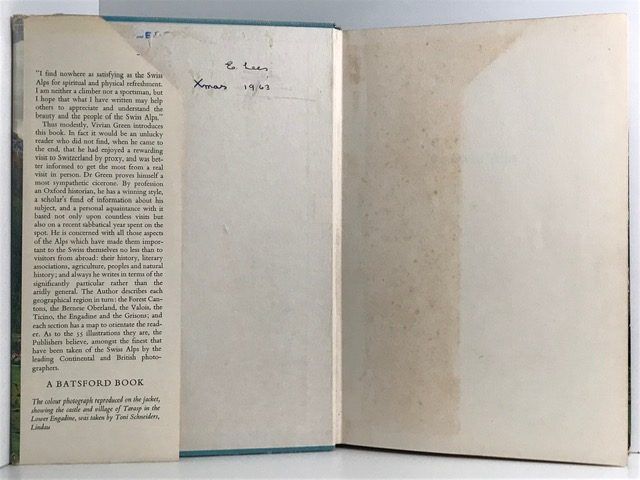 "I find nowhere as satisfying as the Swiss
Alps for spiritual and physical refreshment.
I am neither a climber nor a sportsman, but
I hope that what I have written may help
others to appreciate and understand the
beauty and the people of the Swiss Alps."
Thus modestly, Vivian Green introduces
this book. In fact it would be an unlucky
reader who did not find, when he came to
the end, that he had enjoyed a rewarding
visit to Switzerland by proxy, and was bet-
ter informed to get the most from a real
visit in person. Dr Green proves himself a
most sympathetic cicerone. By profession
an Oxford historian, he has a winning style,
a scholar's fund of information about his
subject, and a personal aquaintance with it
based not only upon countless visits but
also on a recent sabbatical year spent on the
spot. He is concerned with all those aspects
of the Alps which have made them impor-
tant to the Swiss themselves no less than to
visitors from abroad: their history, literary
associations, agriculture, peoples and natural
history; and always he writes in terms of the
significantly particular rather than the
aridly general. The Author describes each
geographical region in turn: the Forest Can-
tons, the Bernese Oberland, the Valois, the
Ticino, the Engadine and the Grisons; and
each section has a map to orientate the read-
er. As to the 55 illustrations they are, the
Publishers believe, amongst the finest that
have been taken of the Swiss Alps by the
leading Continental and British photo-
graphers.
A BATSFORD BOOK
The colour photograph reproduced on the jacket,
showing the castle and village of Tarasp in the
Lower Engadine, was taken by Toni Schneiders,
Lindau
E Lees
Xmas 1963